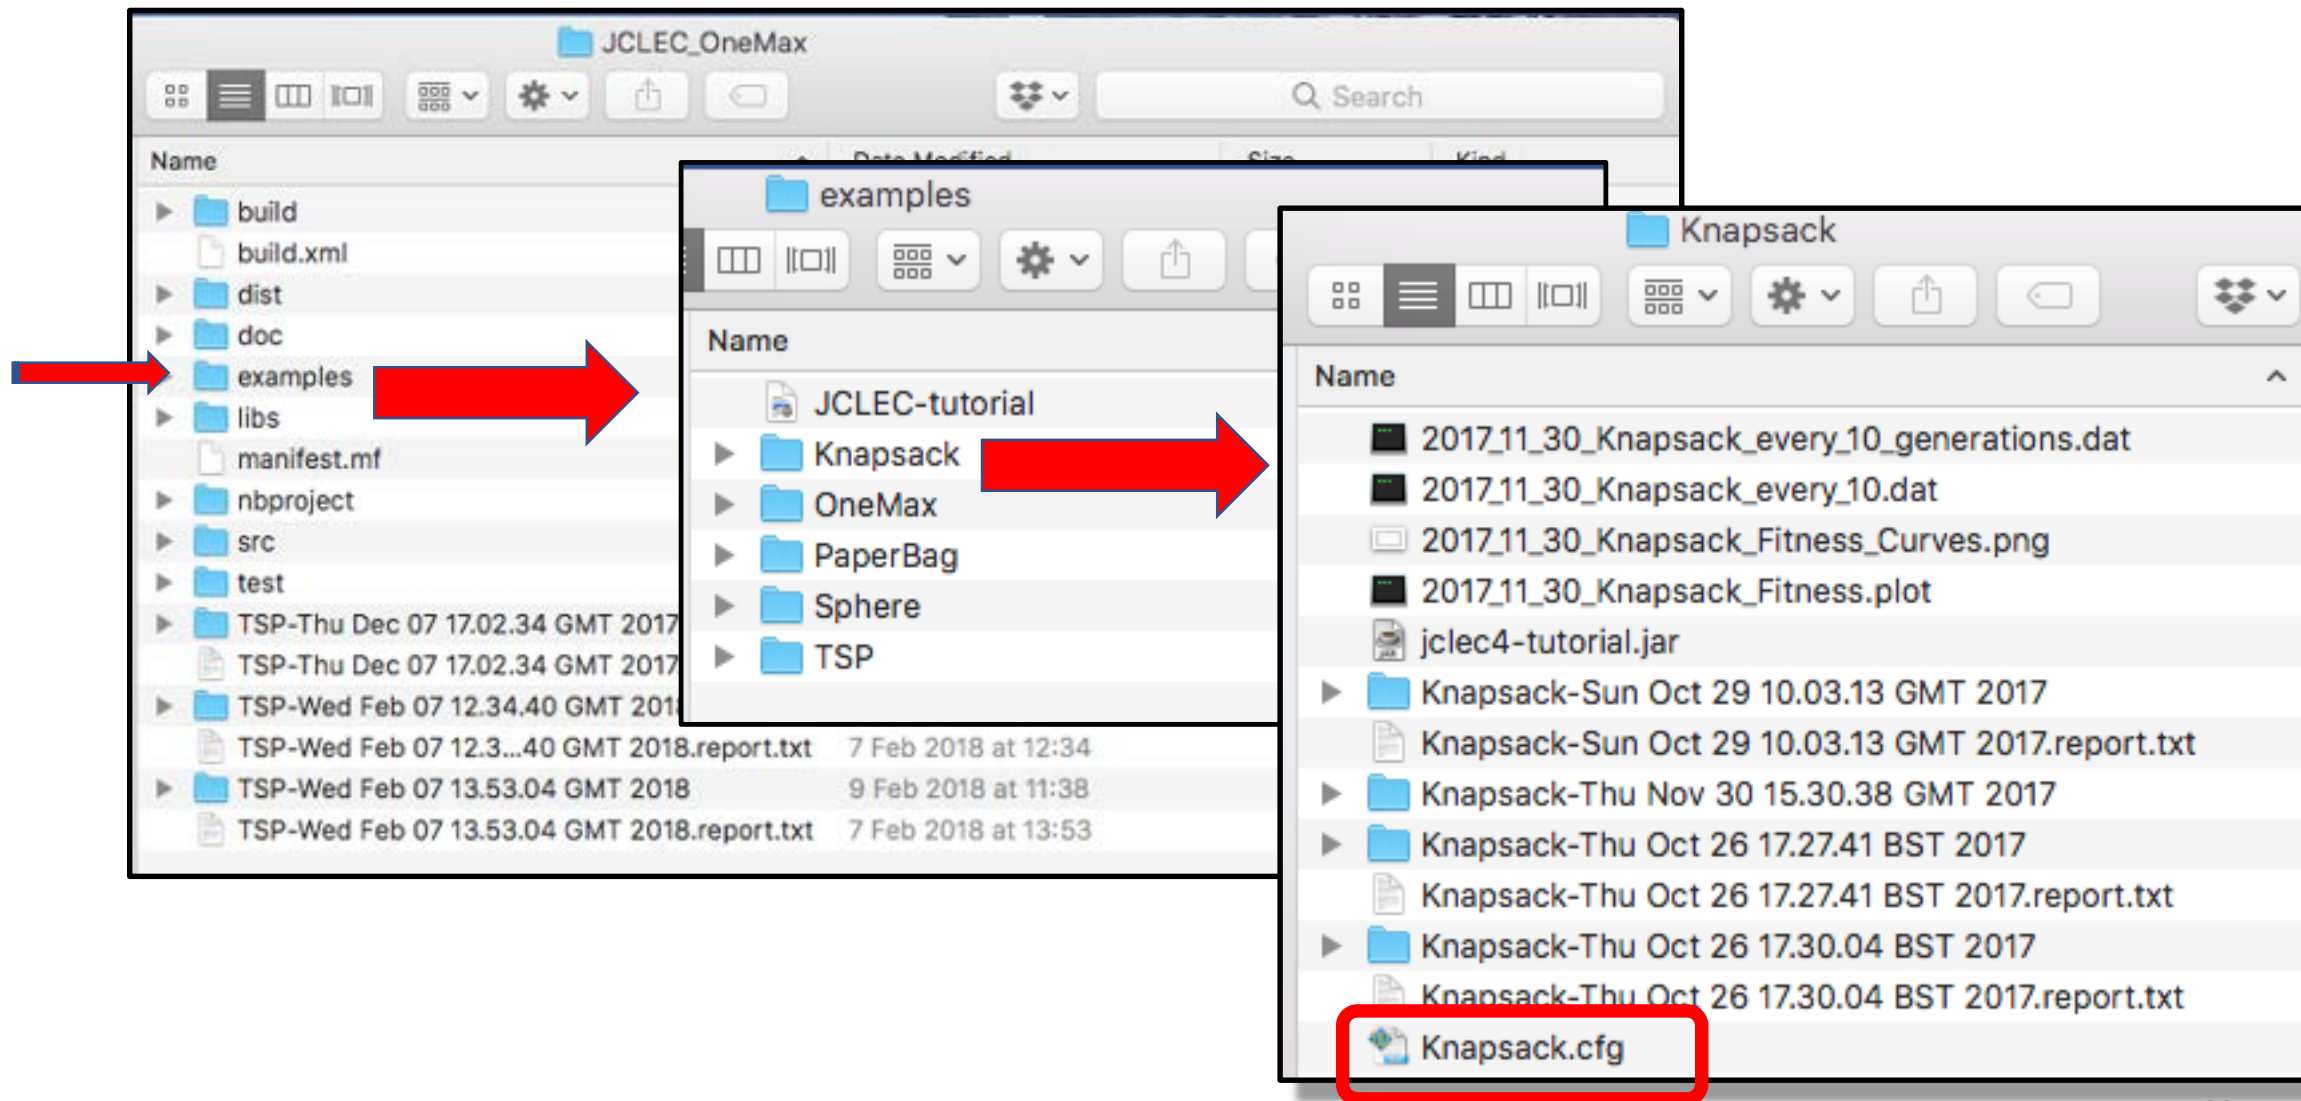 JCLEC_OneMax
Search
Name
Date Modified
Size
Kind
build
build.xml
dist
doc
examples
libs
manifest.mf
nbproject
src
test
TSP-Thu Dec 07 17.02.34 GMT 2017
TSP-Thu Dec 07 17.02.34 GMT 2017
TSP-Wed Feb 07 12.34.40 GMT 201
TSP-Wed Feb 07 12.3...40 GMT 2018.report.txt 7 Feb 2018 at 12:34
TSP-Wed Feb 07 13.53.04 GMT 2018 9 Feb 2018 at 11:38
TSP-Wed Feb 07 13.53.04 GMT 2018.report.txt 7 Feb 2018 at 13:53
examples
Name
JCLEC-tutorial
Knapsack
OneMax
PaperBag
Sphere
TSP
Knapsack
Name
2017_11_30_Knapsack_every_10_generations.dat
2017_11_30_Knapsack_every_10.dat
2017_11_30_Knapsack_Fitness_Curves.png
2017_11_30_Knapsack_Fitness.plot
jclec4-tutorial.jar
Knapsack-Sun Oct 29 10.03.13 GMT 2017
Knapsack-Sun Oct 29 10.03.13 GMT 2017.report.txt
Knapsack-Thu Nov 30 15.30.38 GMT 2017
Knapsack-Thu Oct 26 17.27.41 BST 2017
Knapsack-Thu Oct 26 17.27.41 BST 2017.report.txt
Knapsack-Thu Oct 26 17.30.04 BST 2017
Knapsack-Thu Oct 26 17.30.04 BST 2017.report.txt
Knapsack.cfg